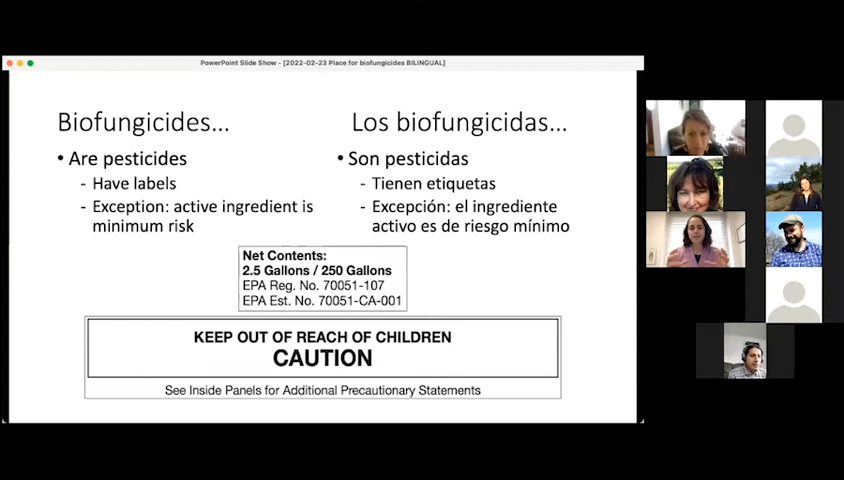 PowerPoint Slide Show - [2022-02-23 Place for biofungicides BILINGUAL]
Biofungicides...
• Are pesticides
- Have labels
- Exception: active ingredient is
minimum risk
Los biofungicidas...
• Son pesticidas
- Tienen etiquetas
- Excepción: el ingrediente
activo es de riesgo mínimo
Net Contents:
2.5 Gallons / 250 Gallons
EPA Reg. No. 70051-107
EPA Est. No. 70051-CA-001
KEEP OUT OF REACH OF CHILDREN
CAUTION
See Inside Panels for Additional Precautionary Statements